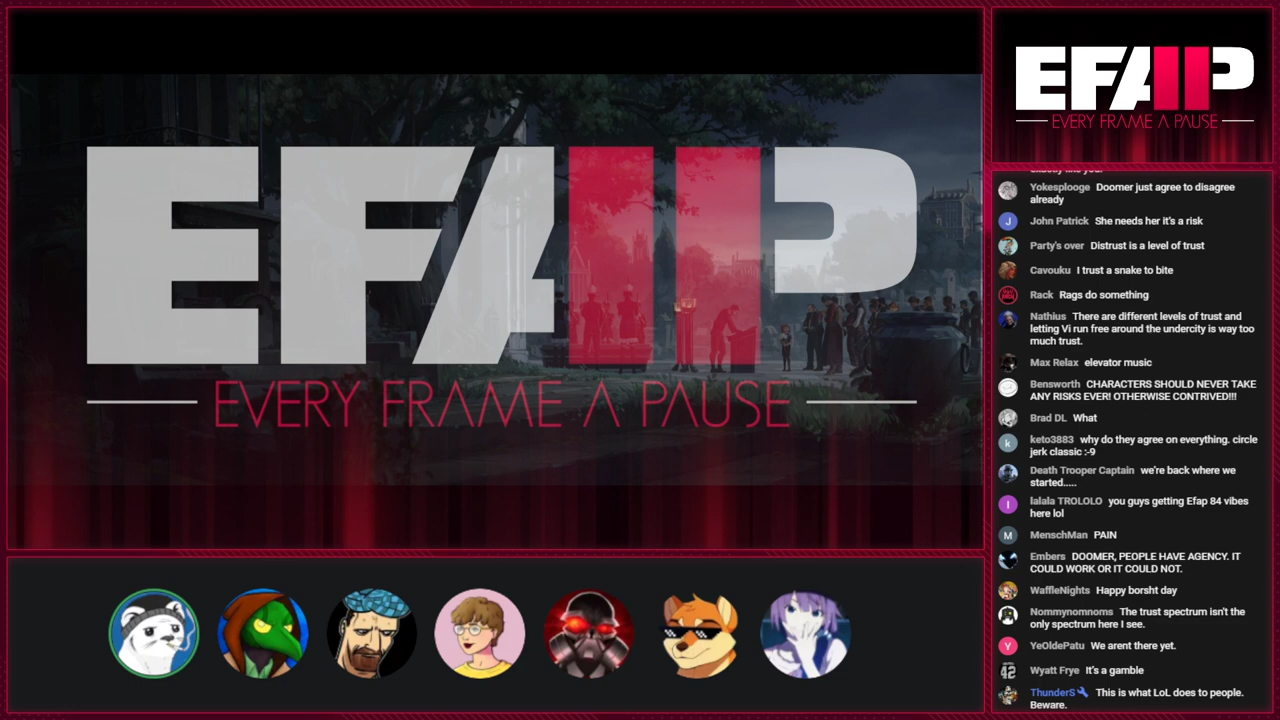 EFAP
EVERY FRAME A PAUSE
EFAP
EVERY FRAME A PAUSE
Yokesplooge Doomer just agree to disagree
already
John Patrick She needs her it's a risk
Party's over Distrust is a level of trust
Cavouku I trust a snake to bite
Rack Rags do something
Nathius There are different levels of trust and
letting Vi run free around the undercity is way too
much trust.
Max Relax elevator music
Bensworth CHARACTERS SHOULD NEVER TAKE
ANY RISKS EVER! OTHERWISE CONTRIVED!!!
Brad DL What
keto3883 why do they agree on everything. circle
jerk classic :-9
Death Trooper Captain we're back where we
started.....
lalala TROLOLO you guys getting Efap 84 vibes
here lol
MenschMan PAIN
Embers DOOMER, PEOPLE HAVE AGENCY. IT
COULD WORK OR IT COULD NOT.
WaffleNights Happy borsht day
Nommynomnoms The trust spectrum isn't the
only spectrum here I see.
YeOldePatu We arent there yet.
Wyatt Frye It's a gamble
ThunderS This is what LoL does to people.
Beware.